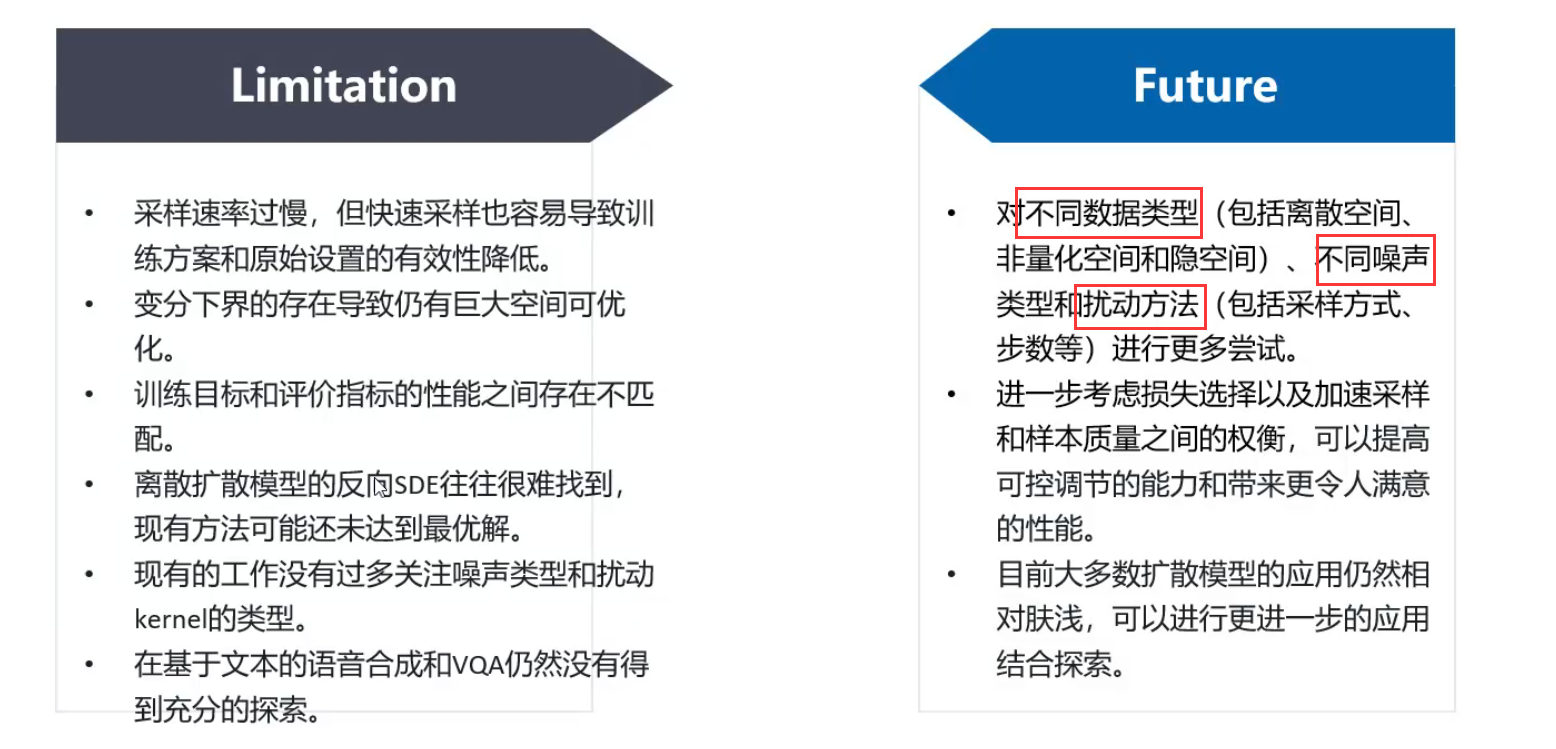 Limitation
• 采样速率过慢，但快速采样也容易导致训
练方案和原始设置的有效性降低。
• 变分下界的存在导致仍有巨大空间可优
化。
• 训练目标和评价指标的性能之间存在不匹
配。
• 离散扩散模型的反向SDE往往很难找到，
现有方法可能还未达到最优解。
• 现有的工作没有过多关注噪声类型和扰动
kernel的类型。
• 在基于文本的语音合成和VQA仍然没有得
到充分的探索。
Future
• 对不同数据类型（包括离散空间、
非量化空间和隐空间）、不同噪声
类型和扰动方法（包括采样方式、
步数等）进行更多尝试。
• 进一步考虑损失选择以及加速采样
和样本质量之间的权衡，可以提高
可控调节的能力和带来更令人满意
的性能。
• 目前大多数扩散模型的应用仍然相
对肤浅，可以进行更进一步的应用
结合探索。